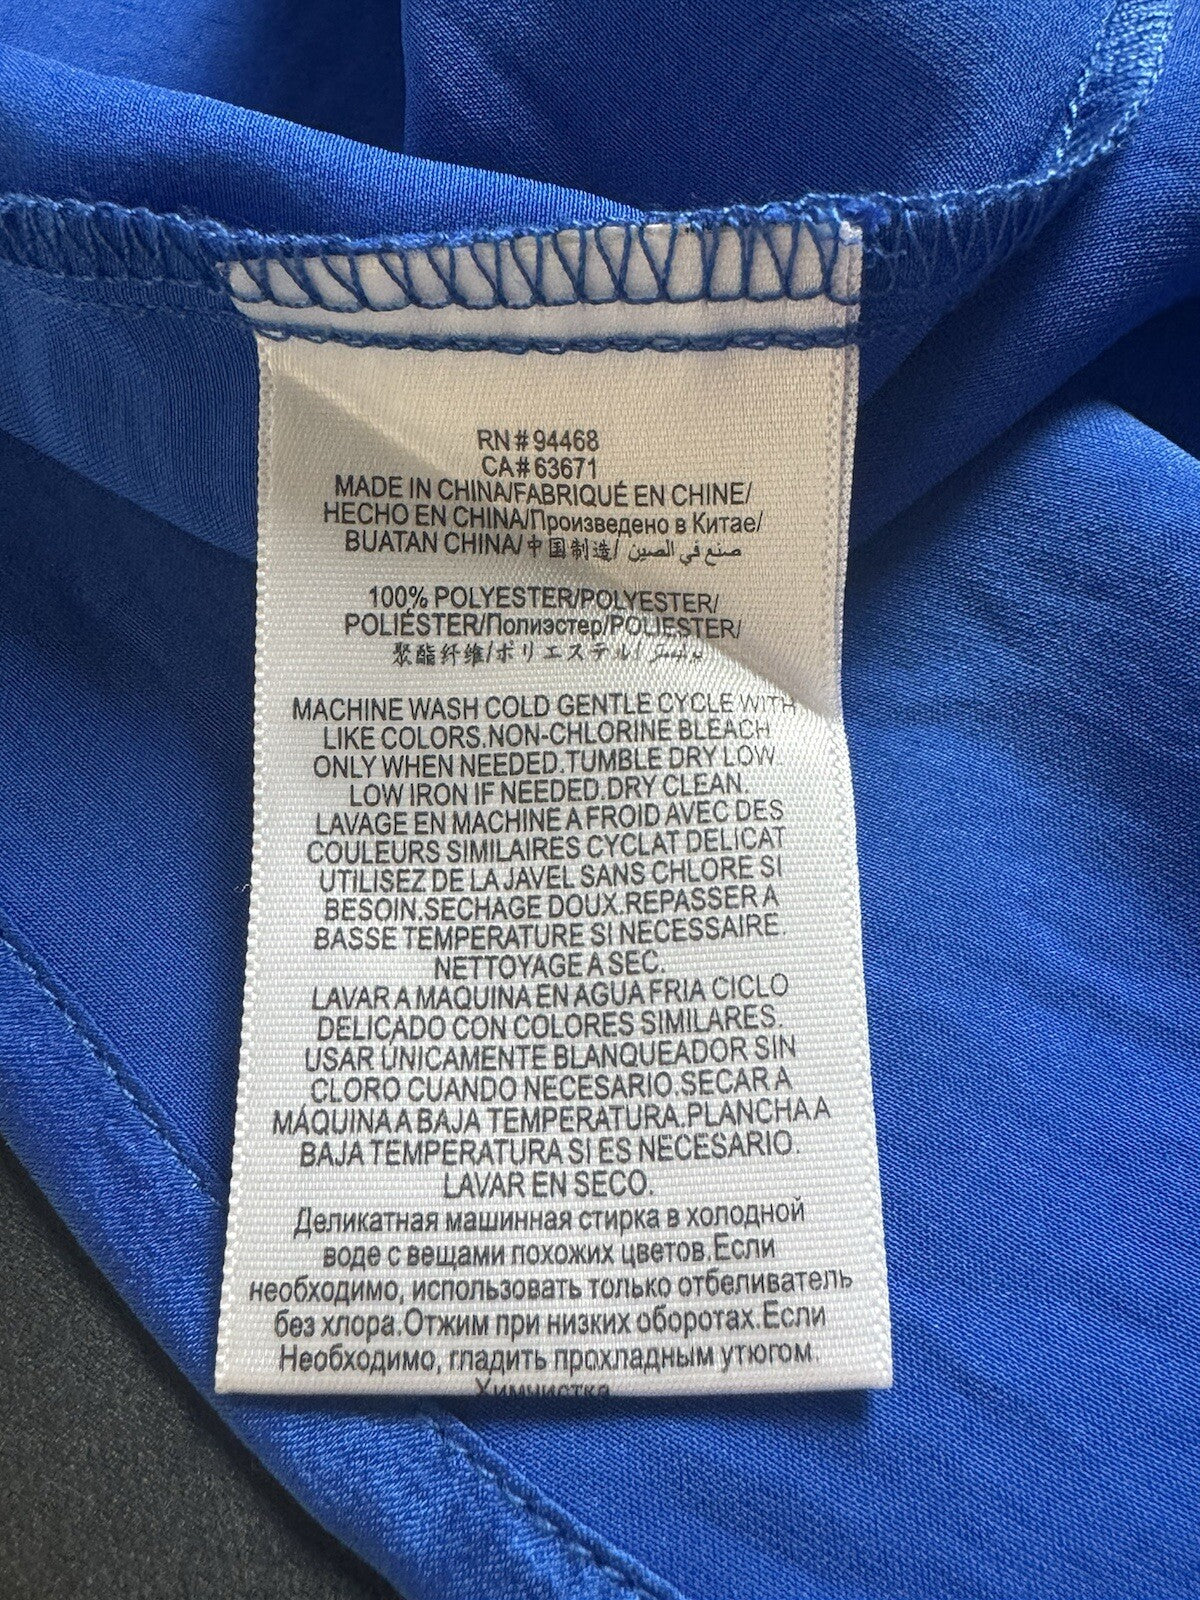 RN#94468
CA#63671
MADE IN CHINA/FABRIQUÉ EN CHINE/
HECHO EN CHINA/Произведено в Китае/
BUATAN CHINA/中国制造/ صنع في الصين
100% POLYESTER/POLYESTER/
POLIÉSTER/Полиэстер/POLIESTER/
聚酯纤维/ポリエステル/
MACHINE WASH COLD GENTLE CYCLE WITH
LIKE COLORS.NON-CHLORINE BLEACH
ONLY WHEN NEEDED.TUMBLE DRY LOW
LOW IRON IF NEEDED.DRY CLEAN.
LAVAGE EN MACHINE A FROID AVEC DES
COULEURS SIMILAIRES CYCLAT DELICAT
UTILISEZ DE LA JAVEL SANS CHLORE SI
BESOIN.SECHAGE DOUX.REPASSER A
BASSE TEMPERATURE SI NECESSAIRE.
NETTOYAGE A SEC.
LAVAR A MAQUINA EN AGUA FRIA CICLO
DELICADO CON COLORES SIMILARES.
USAR ÚNICAMENTE BLANQUEADOR SIN
CLORO CUANDO NECESARIO.SECAR A
MÁQUINA A BAJA TEMPERATURA.PLANCHA A
BAJA TEMPERATURA SI ES NECESARIO.
LAVAR EN SECO.
Деликатная машинная стирка в холодной
воде с вещами похожих цветов.Если
необходимо, использовать только отбеливатель
без хлора.Отжим при низких оборотах.Если
Необходимо, гладить прохладным утюгом.
Химчистка